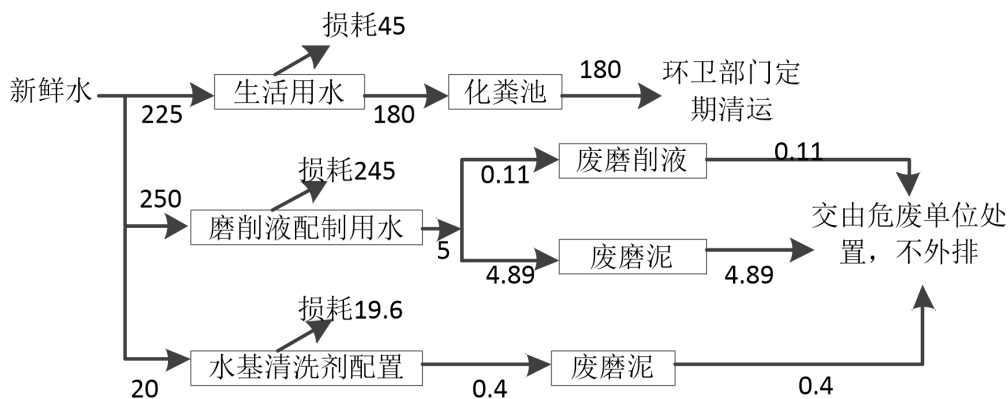 损耗45
新鲜水
225
生活用水
180
化粪池
180
环卫部门定
期清运
损耗245
250
磨削液配制用水
5
0.11
废磨削液
0.11
4.89
废磨泥
4.89
交由危废单位处
置，不外排
损耗19.6
20
水基清洗剂配置
0.4
废磨泥
0.4